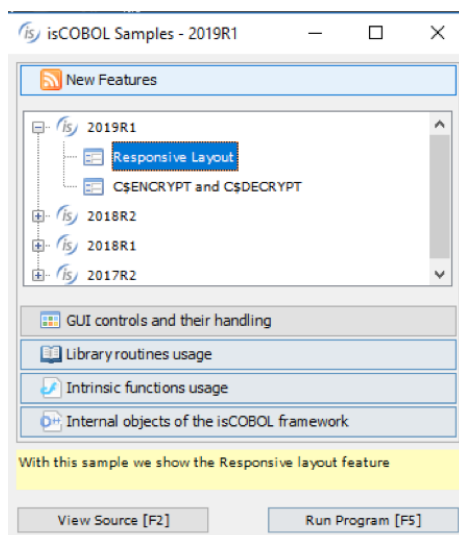 isCOBOL Samples - 2019R1
New Features
2019R1
Responsive Layout
C$ENCRYPT and C$DECRYPT
2018R2
2018R1
2017R2
GUI controls and their handling
Library routines usage
Intrinsic functions usage
Internal objects of the isCOBOL framework
With this sample we show the Responsive layout feature
View Source [F2] Run Program [F5]